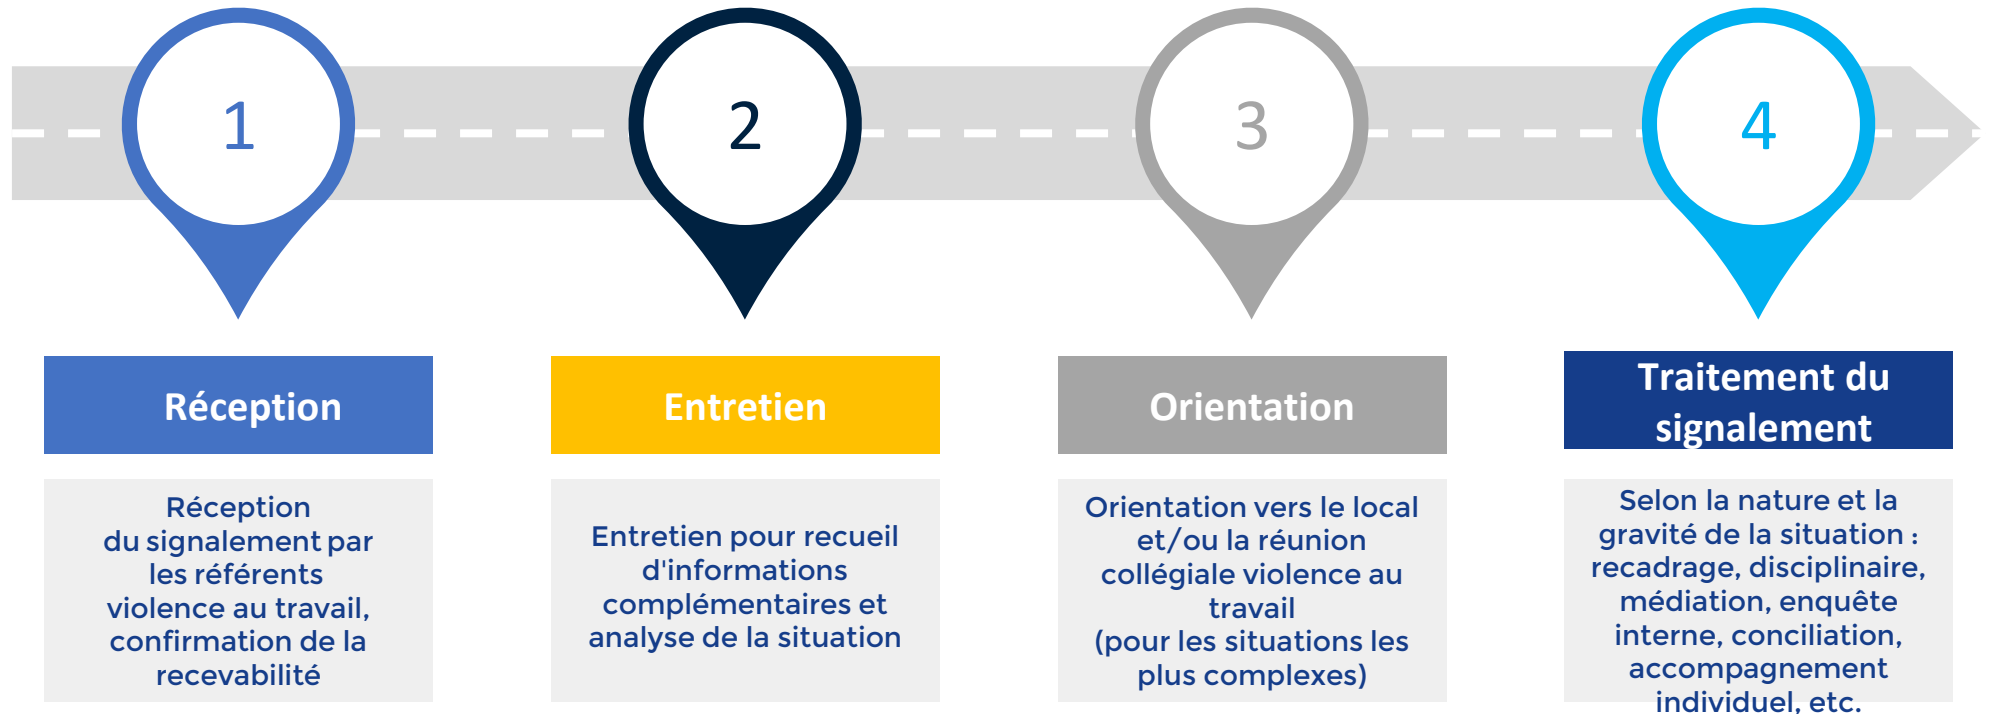 1
2
3
4
Réception
Réception
du signalement par
les référents
violence au travail,
confirmation de la
recevabilité
Entretien
Entretien pour recueil
d'informations
complémentaires et
analyse de la situation
Orientation
Orientation vers le local
et/ou la réunion
collégiale violence au
travail
(pour les situations les
plus complexes)
Traitement du
signalement
Selon la nature et la
gravité de la situation :
recadrage, disciplinaire,
médiation, enquête
interne, conciliation,
accompagnement
individuel, etc.